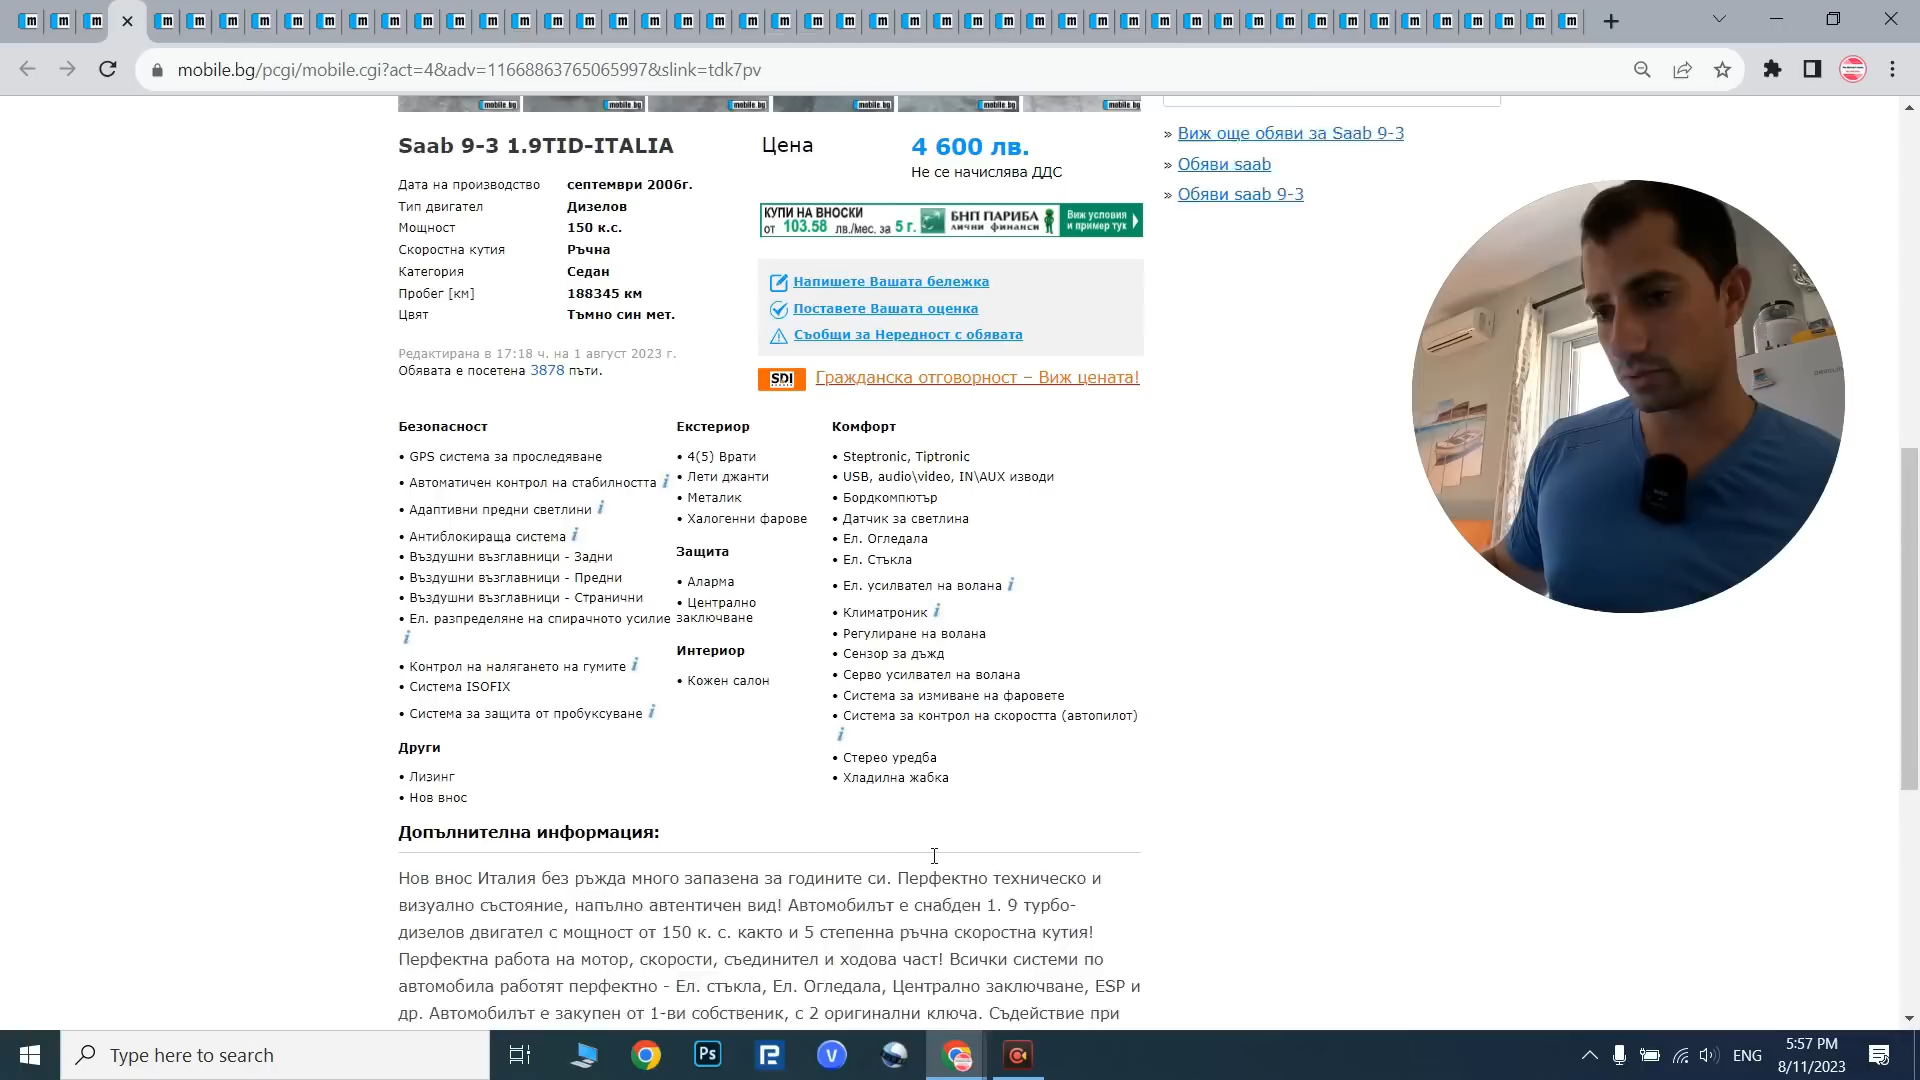 mobile.bg/pcgi/mobile.cgi?act=4&adv=11668863765065997&slink=tdk7pv
mobile.bg mobile.bg mobile.bg mobile.bg mobile.bg mobile.bg
Saab 9-3 1.9TID-ITALIA
Цена
4 600 лв.
Не се начислява ДДС
Дата на производство септември 2006г.
Тип двигател Дизелов
Мощност 150 к.с.
Скоростна кутия Ръчна
Категория Седан
Пробег [км] 188345 км
Цвят Тъмно син мет.
Редактирана в 17:18 ч. на 1 август 2023 г.
Обявата е посетена 3878 пъти.
КУПИ НА ВНОСКИ
от 103.58 лв./мес. за 5 г.
БНП ПАРИБА
лични финанси
Виж условия
и пример тук
Напишете Вашата бележка
Поставете Вашата оценка
Съобщи за Нередност с обявата
SDI
Гражданска отговорност – Виж цената!
» Виж още обяви за Saab 9-3
» Обяви saab
» Обяви saab 9-3
Безопасност
• GPS система за проследяване
• Автоматичен контрол на стабилността i
• Адаптивни предни светлини i
• Антиблокираща система i
• Въздушни възглавници - Задни
• Въздушни възглавници - Предни
• Въздушни възглавници - Странични
• Ел. разпределяне на спирачното усилие
i
• Контрол на налягането на гумите i
• Система ISOFIX
• Система за защита от пробуксуване i
Други
• Лизинг
• Нов внос
Екстериор
• 4(5) Врати
• Лети джанти
• Металик
• Халогенни фарове
Защита
• Аларма
• Централно
заключване
Интериор
• Кожен салон
Комфорт
• Steptronic, Tiptronic
• USB, audio\video, IN\AUX изводи
• Бордкомпютър
• Датчик за светлина
• Ел. Огледала
• Ел. Стъкла
• Ел. усилвател на волана i
• Климатроник i
• Регулиране на волана
• Сензор за дъжд
• Серво усилвател на волана
• Система за измиване на фаровете
• Система за контрол на скоростта (автопилот)
i
• Стерео уредба
• Хладилна жабка
Допълнителна информация:
Нов внос Италия без ръжда много запазена за годините си. Перфектно техническо и
визуално състояние, напълно автентичен вид! Автомобилът е снабден 1. 9 турбо-
дизелов двигател с мощност от 150 к. с. както и 5 степенна ръчна скоростна кутия!
Перфектна работа на мотор, скорости, съединител и ходова част! Всички системи по
автомобила работят перфектно - Ел. стъкла, Ел. Огледала, Централно заключване, ESP и
др. Автомобилът е закупен от 1-ви собственик, с 2 оригинални ключа. Съдействие при
Type here to search
Ps
V
ENG
5:57 PM
8/11/2023